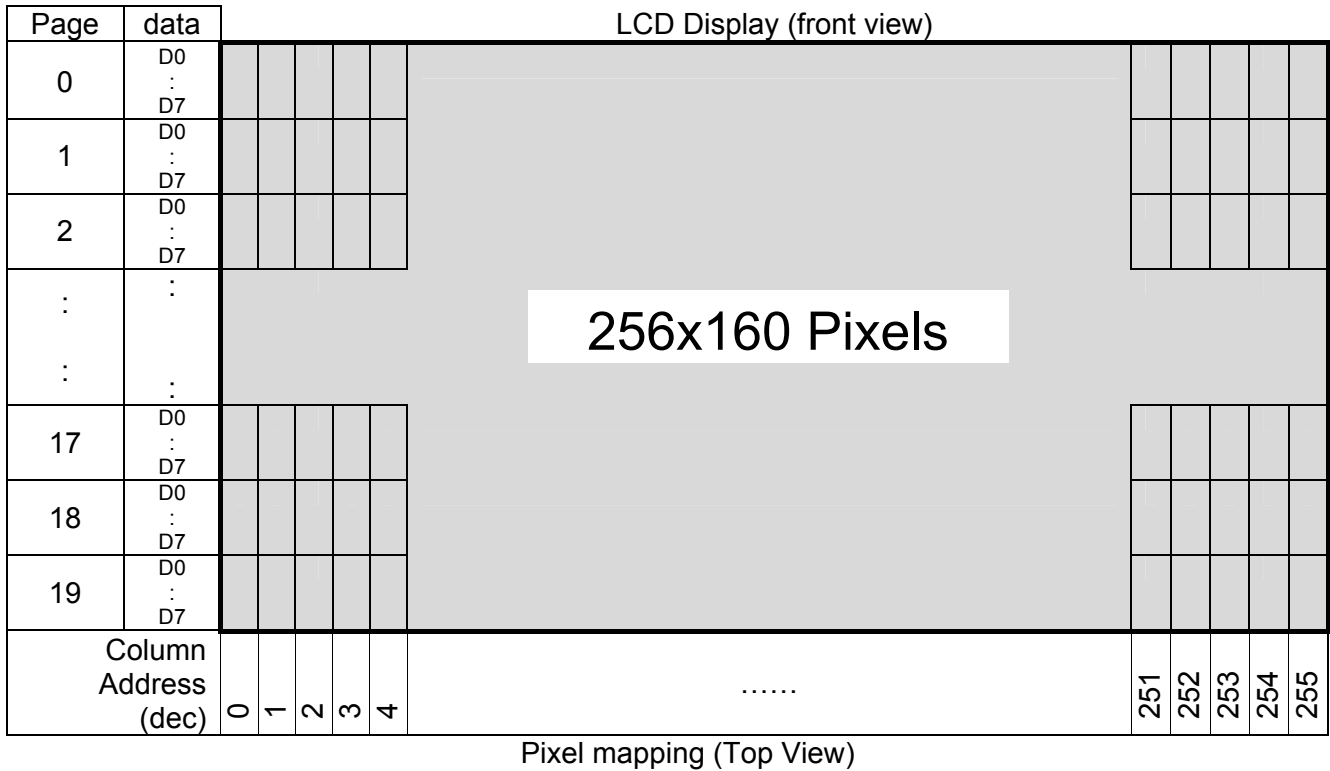 Page data LCD Display (front view)
D0
0 :
D7
D0
1 :
D7
D0
2 :
D7
: :
256x160 Pixels
: :
D0
17 :
D7
D0
18 :
D7
D0
19 :
D7
Column
Address
(dec) 0 1 2 3 4 ...... 251 252 253 254 255
Pixel mapping (Top View)